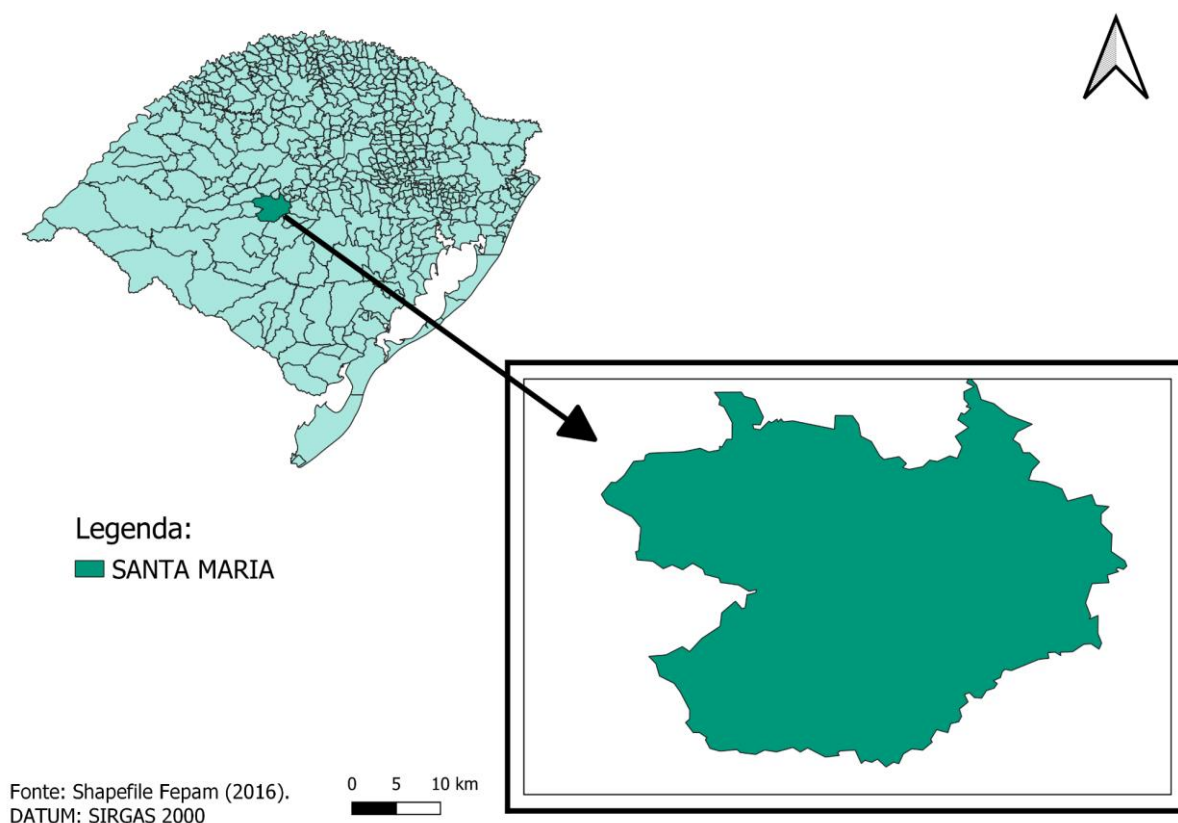 Legenda:
SANTA MARIA
Fonte: Shapefile Fepam (2016).
DATUM: SIRGAS 2000
0 5 10 km